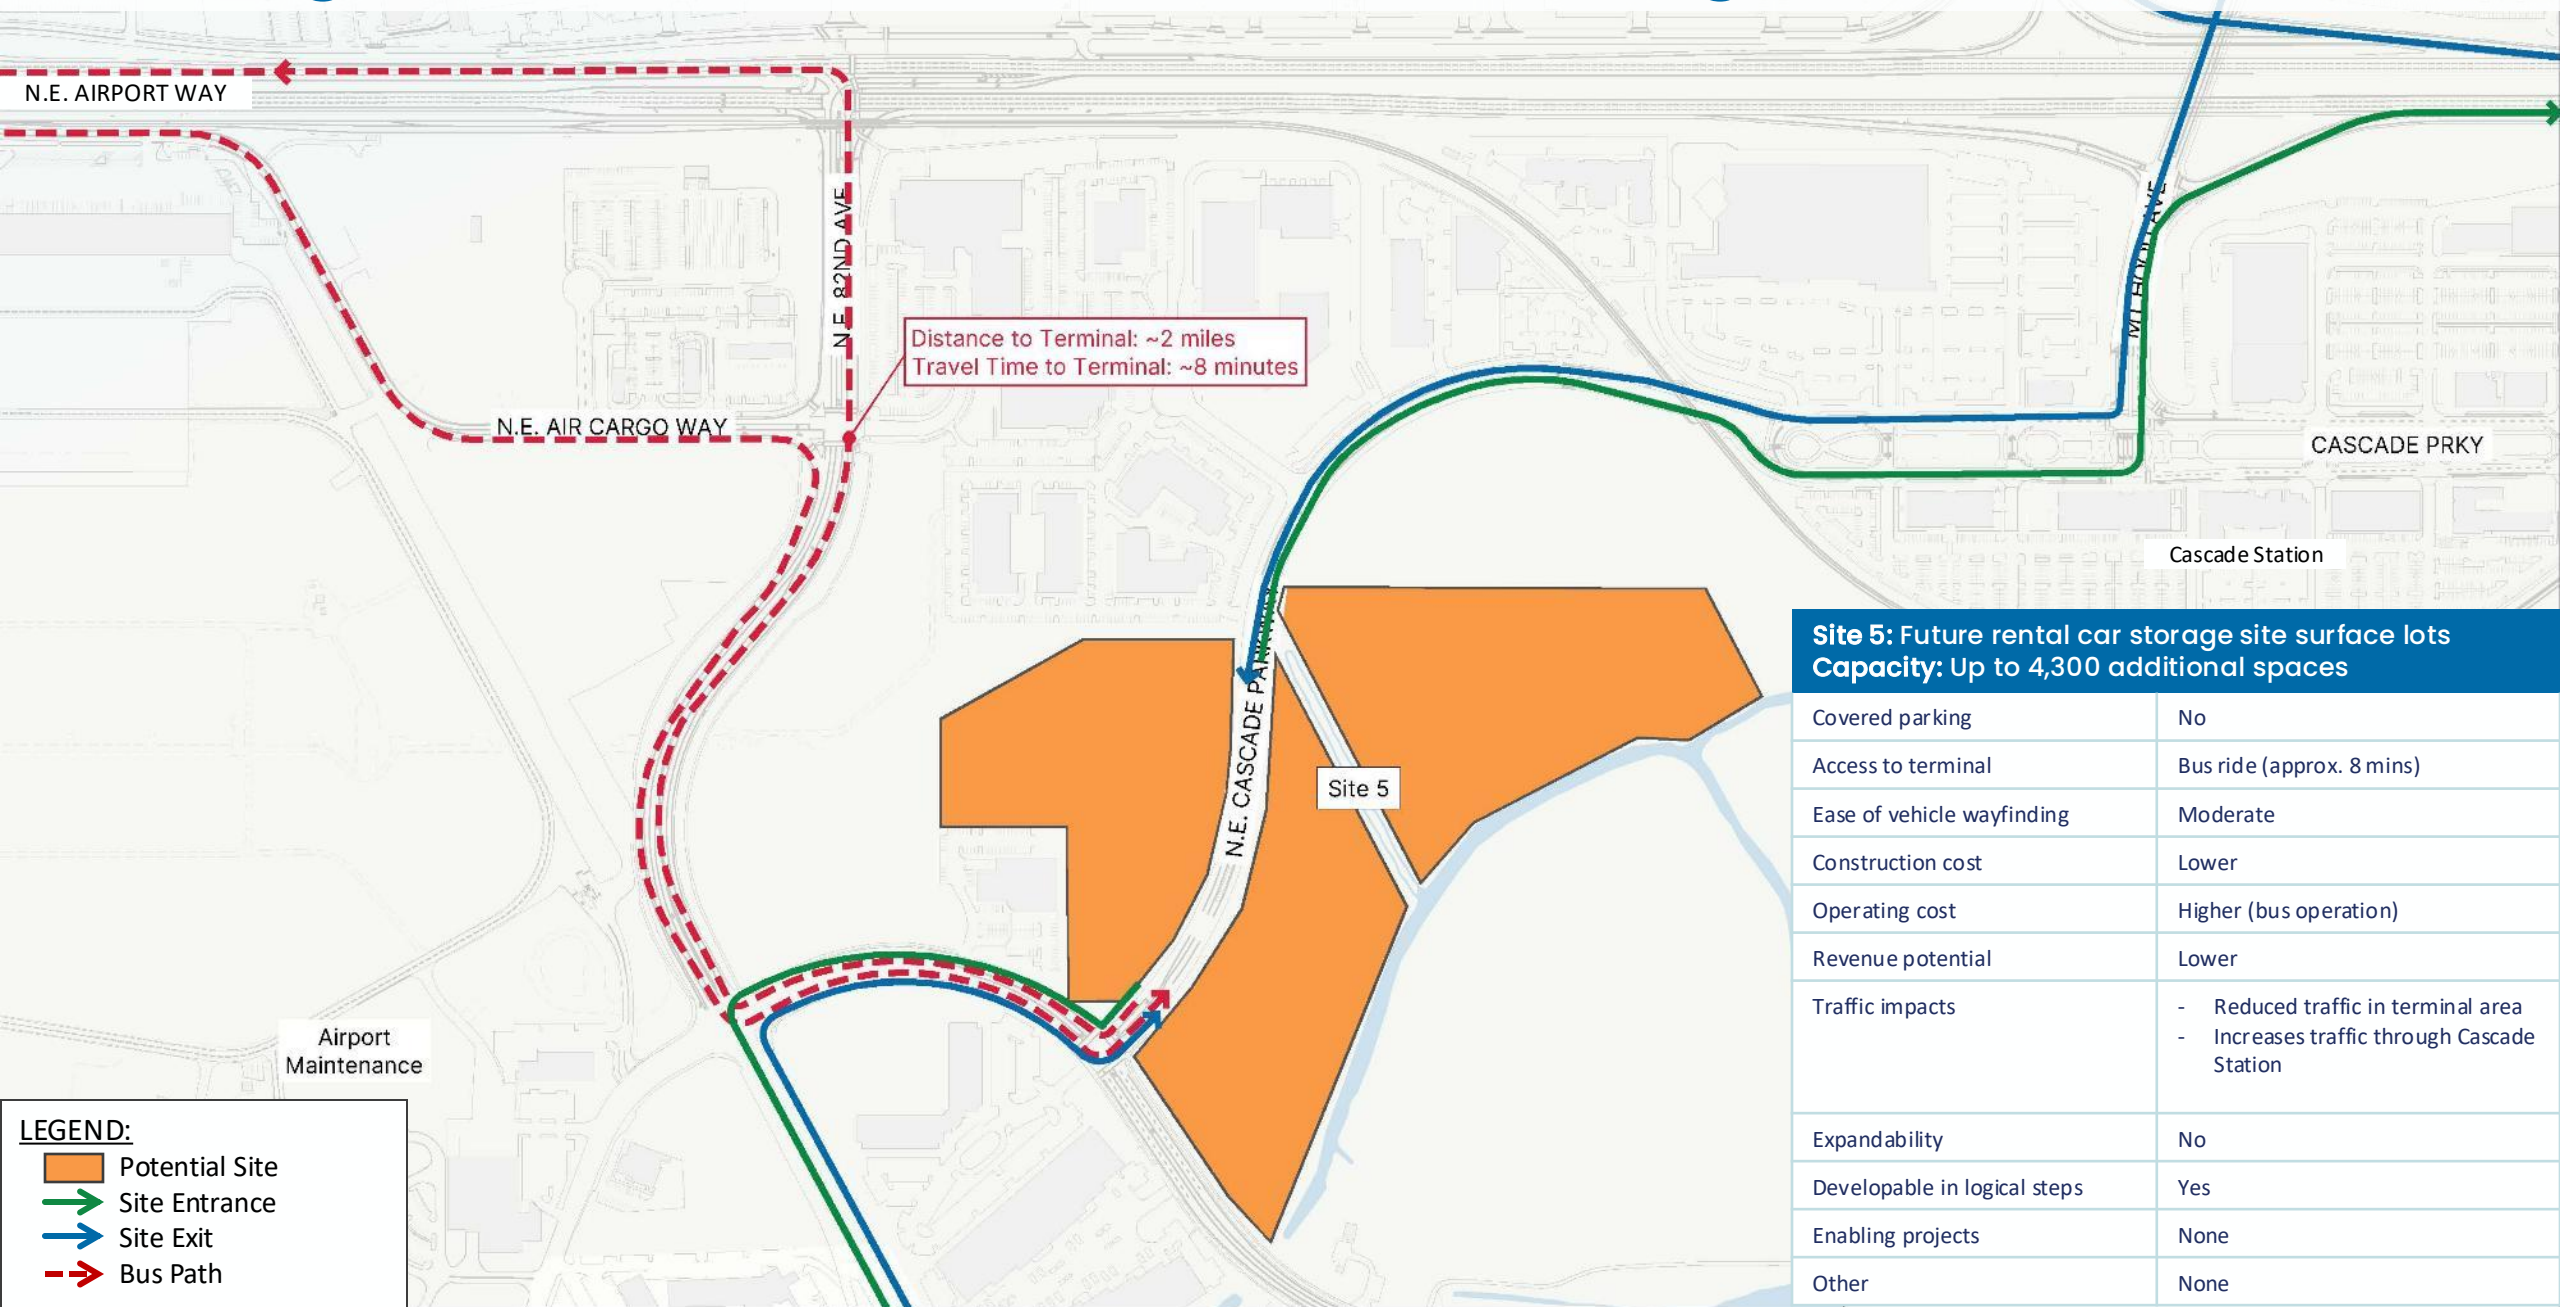 N.E. AIRPORT WAY
N.E. 82ND AVE
Distance to Terminal: ~2 miles
Travel Time to Terminal: ~8 minutes
N.E. AIR CARGO WAY
MT HOOD AVE
CASCADE PRKY
Cascade Station
N.E. CASCADE PARKWAY
Site 5
Airport
Maintenance
LEGEND:
Potential Site
Site Entrance
Site Exit
Bus Path
Site 5: Future rental car storage site surface lots
Capacity: Up to 4,300 additional spaces
Covered parking No
Access to terminal Bus ride (approx. 8 mins)
Ease of vehicle wayfinding Moderate
Construction cost Lower
Operating cost Higher (bus operation)
Revenue potential Lower
Traffic impacts - Reduced traffic in terminal area
- Increases traffic through Cascade
Station
Expandability No
Developable in logical steps Yes
Enabling projects None
Other None